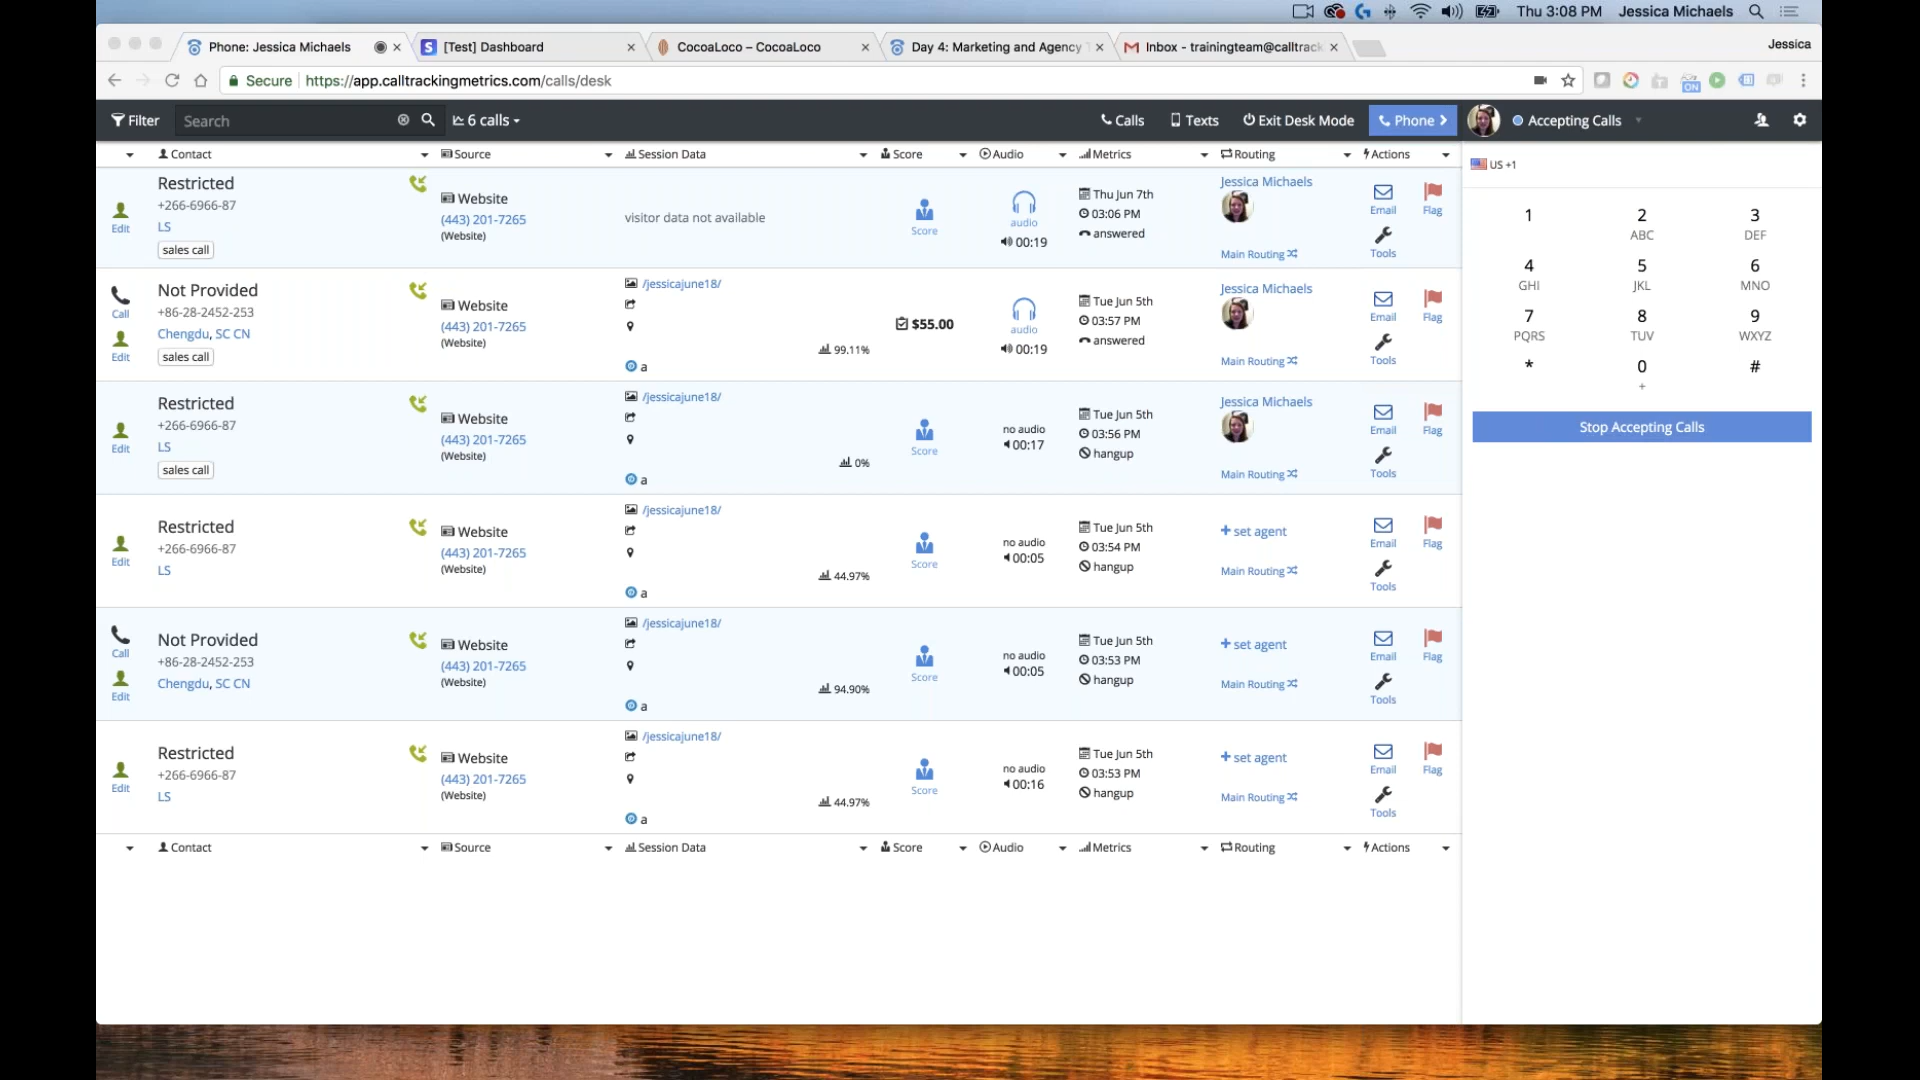 Thu 3:08 PM Jessica Michaels
Phone: Jessica Michaels
[Test] Dashboard
CocoaLoco – CocoaLoco
Day 4: Marketing and Agency
Inbox - trainingteam@calltrack
Jessica
Secure https://app.calltrackingmetrics.com/calls/desk
ON
Filter Search 6 calls Calls Texts Exit Desk Mode Phone Accepting Calls
Contact Source Session Data Score Audio Metrics Routing Actions
Edit
Restricted
+266-6966-87
LS
sales call
Website
(443) 201-7265
(Website)
visitor data not available
Score
audio
00:19
Thu Jun 7th
03:06 PM
answered
Jessica Michaels
Main Routing
Email
Flag
Tools
Call
Edit
Not Provided
+86-28-2452-253
Chengdu, SC CN
sales call
Website
(443) 201-7265
(Website)
/jessicajune18/
99.11%
a
$55.00
audio
00:19
Tue Jun 5th
03:57 PM
answered
Jessica Michaels
Main Routing
Email
Flag
Tools
Edit
Restricted
+266-6966-87
LS
sales call
Website
(443) 201-7265
(Website)
/jessicajune18/
0%
a
Score
no audio
00:17
Tue Jun 5th
03:56 PM
hangup
Jessica Michaels
Main Routing
Email
Flag
Tools
Edit
Restricted
+266-6966-87
LS
Website
(443) 201-7265
(Website)
/jessicajune18/
44.97%
a
Score
no audio
00:05
Tue Jun 5th
03:54 PM
hangup
+ set agent
Main Routing
Email
Flag
Tools
Call
Edit
Not Provided
+86-28-2452-253
Chengdu, SC CN
Website
(443) 201-7265
(Website)
/jessicajune18/
94.90%
a
Score
no audio
00:05
Tue Jun 5th
03:53 PM
hangup
+ set agent
Main Routing
Email
Flag
Tools
Edit
Restricted
+266-6966-87
LS
Website
(443) 201-7265
(Website)
/jessicajune18/
44.97%
a
Score
no audio
00:16
Tue Jun 5th
03:53 PM
hangup
+ set agent
Main Routing
Email
Flag
Tools
Contact Source Session Data Score Audio Metrics Routing Actions
US +1
1 2 3
ABC DEF
4 5 6
GHI JKL MNO
7 8 9
PQRS TUV WXYZ
* 0 #
+
Stop Accepting Calls